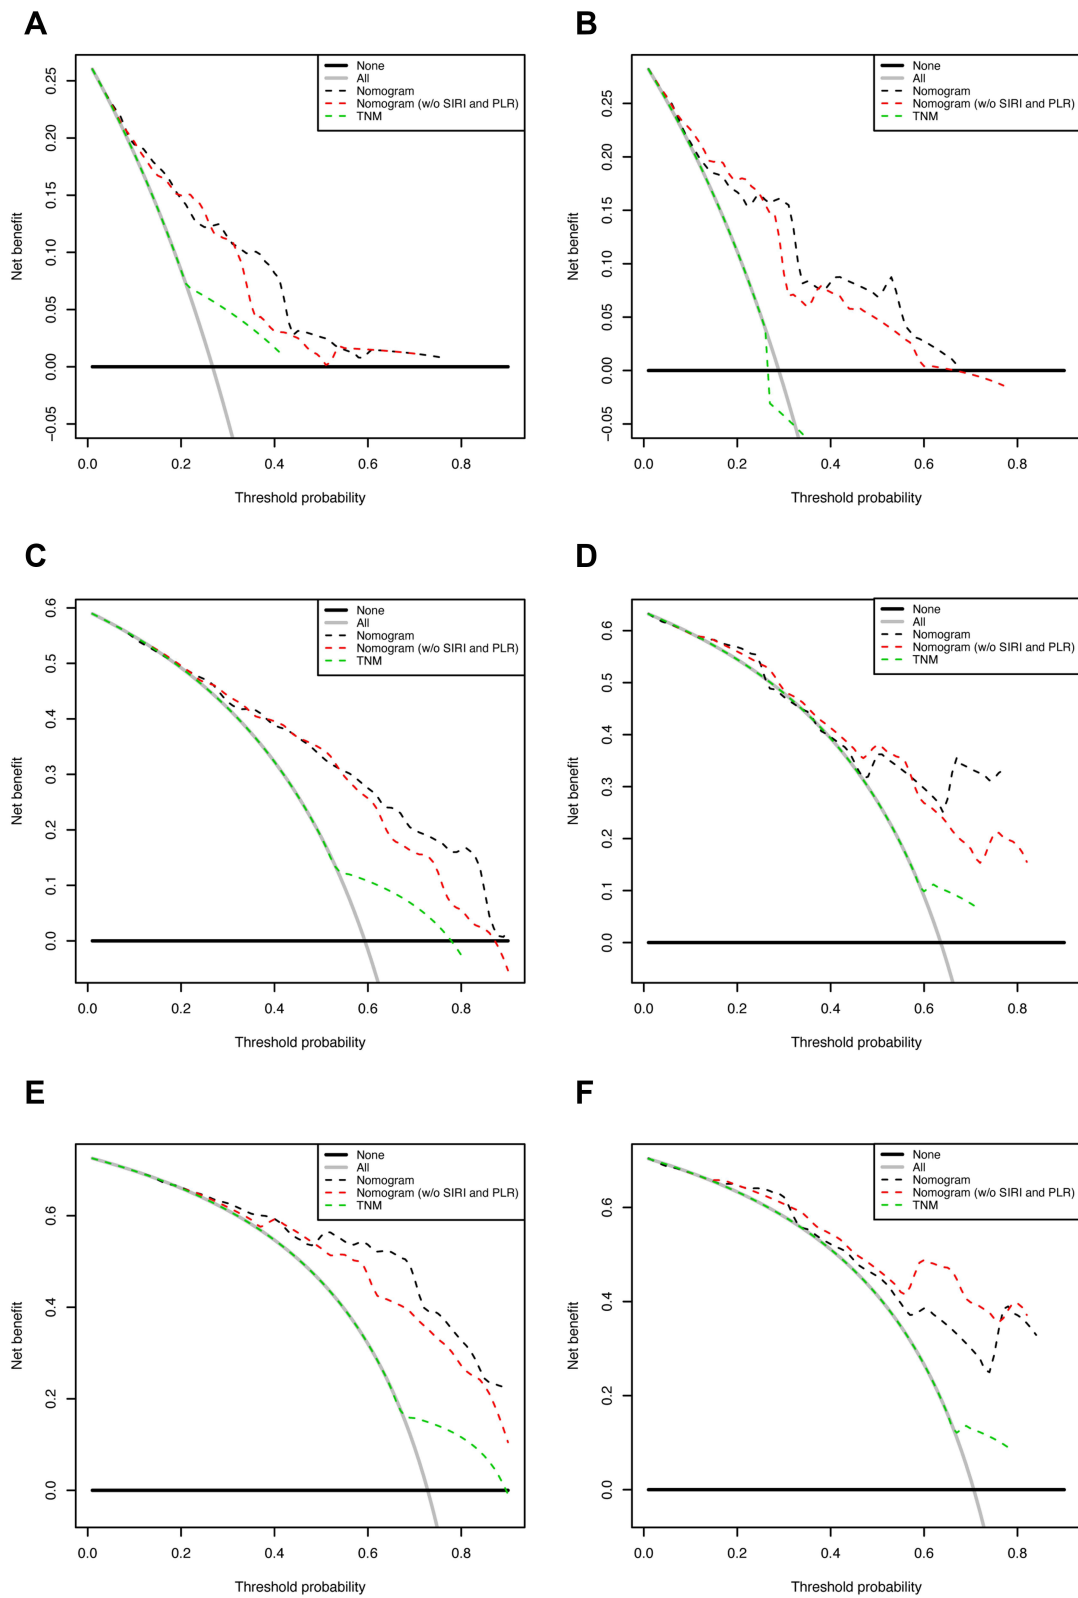 A
None
All
Nomogram
Nomogram (w/o SIRI and PLR)
TNM
0.25
0.20
0.15
0.10
0.05
0.00
−0.05
Net benefit
0.0 0.2 0.4 0.6 0.8
Threshold probability
B
None
All
Nomogram
Nomogram (w/o SIRI and PLR)
TNM
0.25
0.20
0.15
0.10
0.05
0.00
−0.05
Net benefit
0.0 0.2 0.4 0.6 0.8
Threshold probability
C
None
All
Nomogram
Nomogram (w/o SIRI and PLR)
TNM
0.6
0.5
0.4
0.3
0.2
0.1
0.0
Net benefit
0.0 0.2 0.4 0.6 0.8
Threshold probability
D
None
All
Nomogram
Nomogram (w/o SIRI and PLR)
TNM
0.6
0.5
0.4
0.3
0.2
0.1
0.0
Net benefit
0.0 0.2 0.4 0.6 0.8
Threshold probability
E
None
All
Nomogram
Nomogram (w/o SIRI and PLR)
TNM
0.6
0.4
0.2
0.0
Net benefit
0.0 0.2 0.4 0.6 0.8
Threshold probability
F
None
All
Nomogram
Nomogram (w/o SIRI and PLR)
TNM
0.6
0.4
0.2
0.0
Net benefit
0.0 0.2 0.4 0.6 0.8
Threshold probability